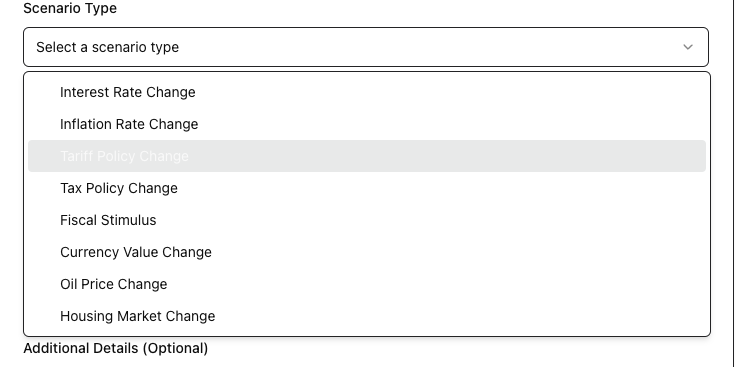 Scenario Type
Select a scenario type
Interest Rate Change
Inflation Rate Change
Tariff Policy Change
Tax Policy Change
Fiscal Stimulus
Currency Value Change
Oil Price Change
Housing Market Change
Additional Details (Optional)